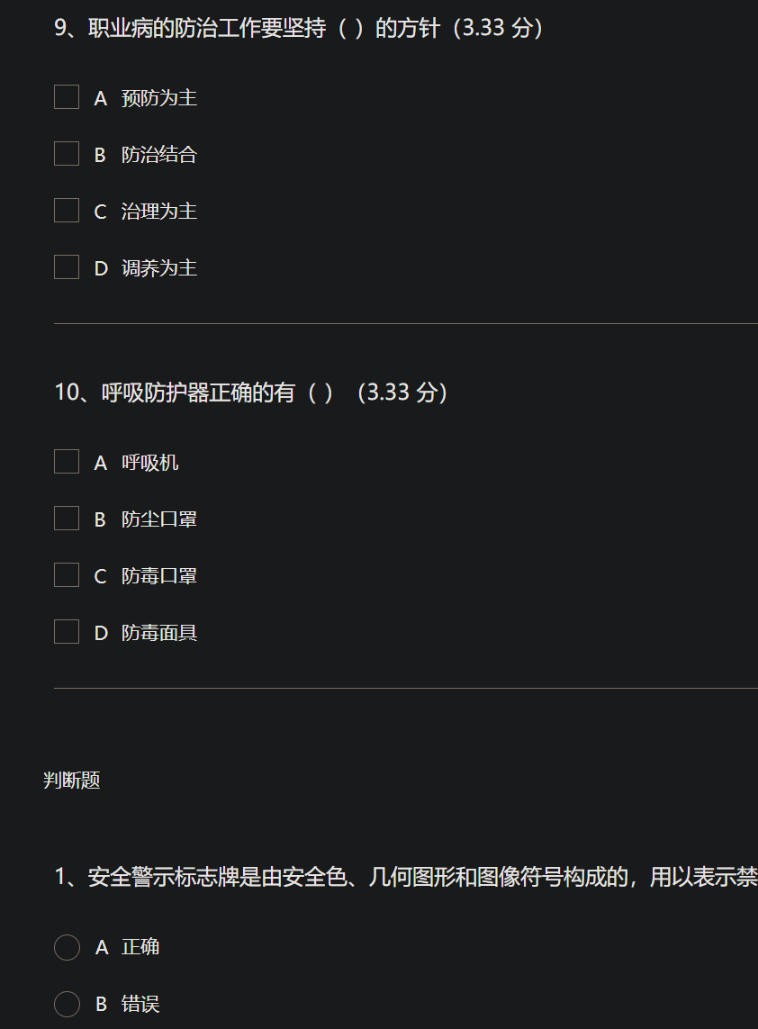 9、职业病的防治工作要坚持（ ）的方针（3.33 分）
A 预防为主
B 防治结合
C 治理为主
D 调养为主
10、呼吸防护器正确的有（ ）（3.33 分）
A 呼吸机
B 防尘口罩
C 防毒口罩
D 防毒面具
判断题
1、安全警示标志牌是由安全色、几何图形和图像符号构成的，用以表示禁
A 正确
B 错误